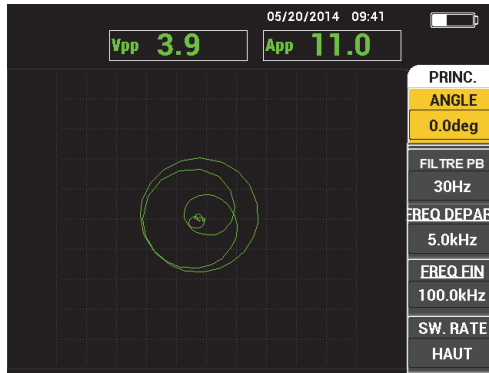 05/20/2014 09:41
Vpp 3.9 App 11.0
PRINC.
ANGLE
0.0deg
FILTRE PB
30Hz
FREQ DEPAR
5.0kHz
FREQ FIN
100.0kHz
SW. RATE
HAUT